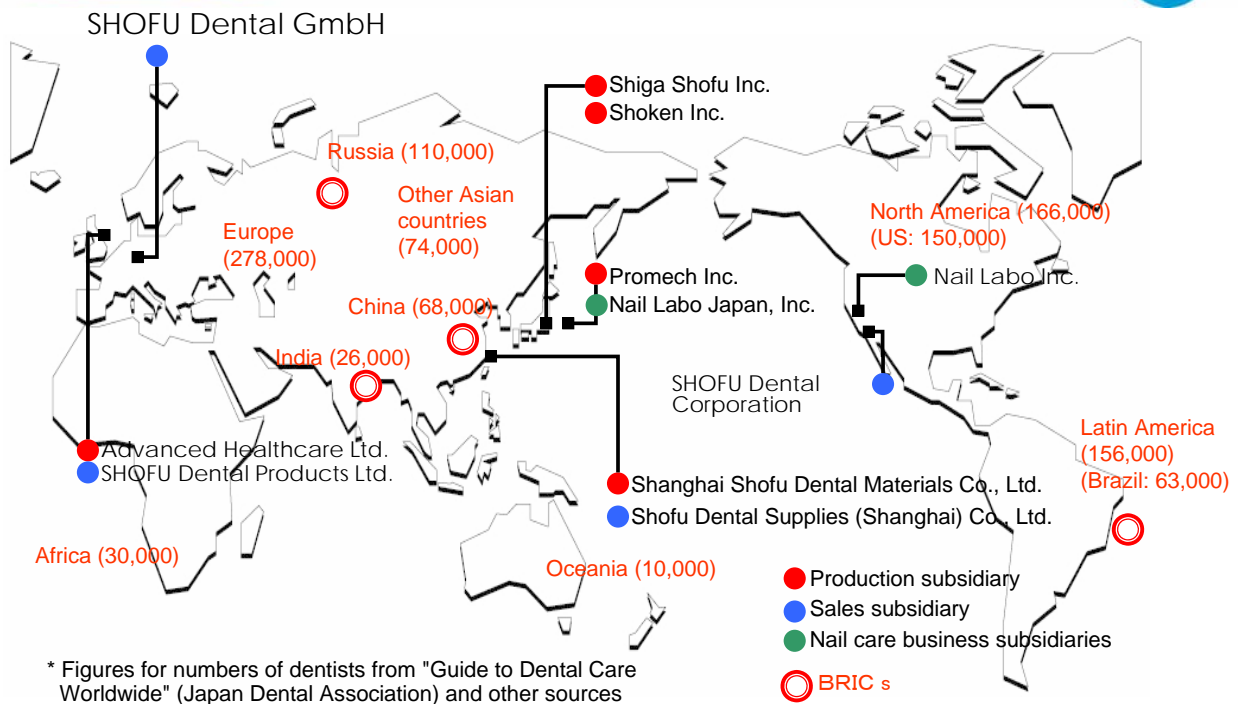 SHOFU Dental GmbH
Shiga Shofu Inc.
Shoken Inc.
Russia (110,000)
Other Asian
countries
(74,000)
North America (166,000)
(US: 150,000)
Europe
(278,000)
Promech Inc.
Nail Labo Inc.
Nail Labo Japan, Inc.
China (68,000)
India (26,000)
SHOFU Dental
Corporation
Latin America
(156,000)
(Brazil: 63,000)
Advanced Healthcare Ltd.
SHOFU Dental Products Ltd.
Shanghai Shofu Dental Materials Co., Ltd.
Shofu Dental Supplies (Shanghai) Co., Ltd.
Africa (30,000)
Oceania (10,000)
Production subsidiary
Sales subsidiary
Nail care business subsidiaries
BRIC s
* Figures for numbers of dentists from "Guide to Dental Care
Worldwide" (Japan Dental Association) and other sources